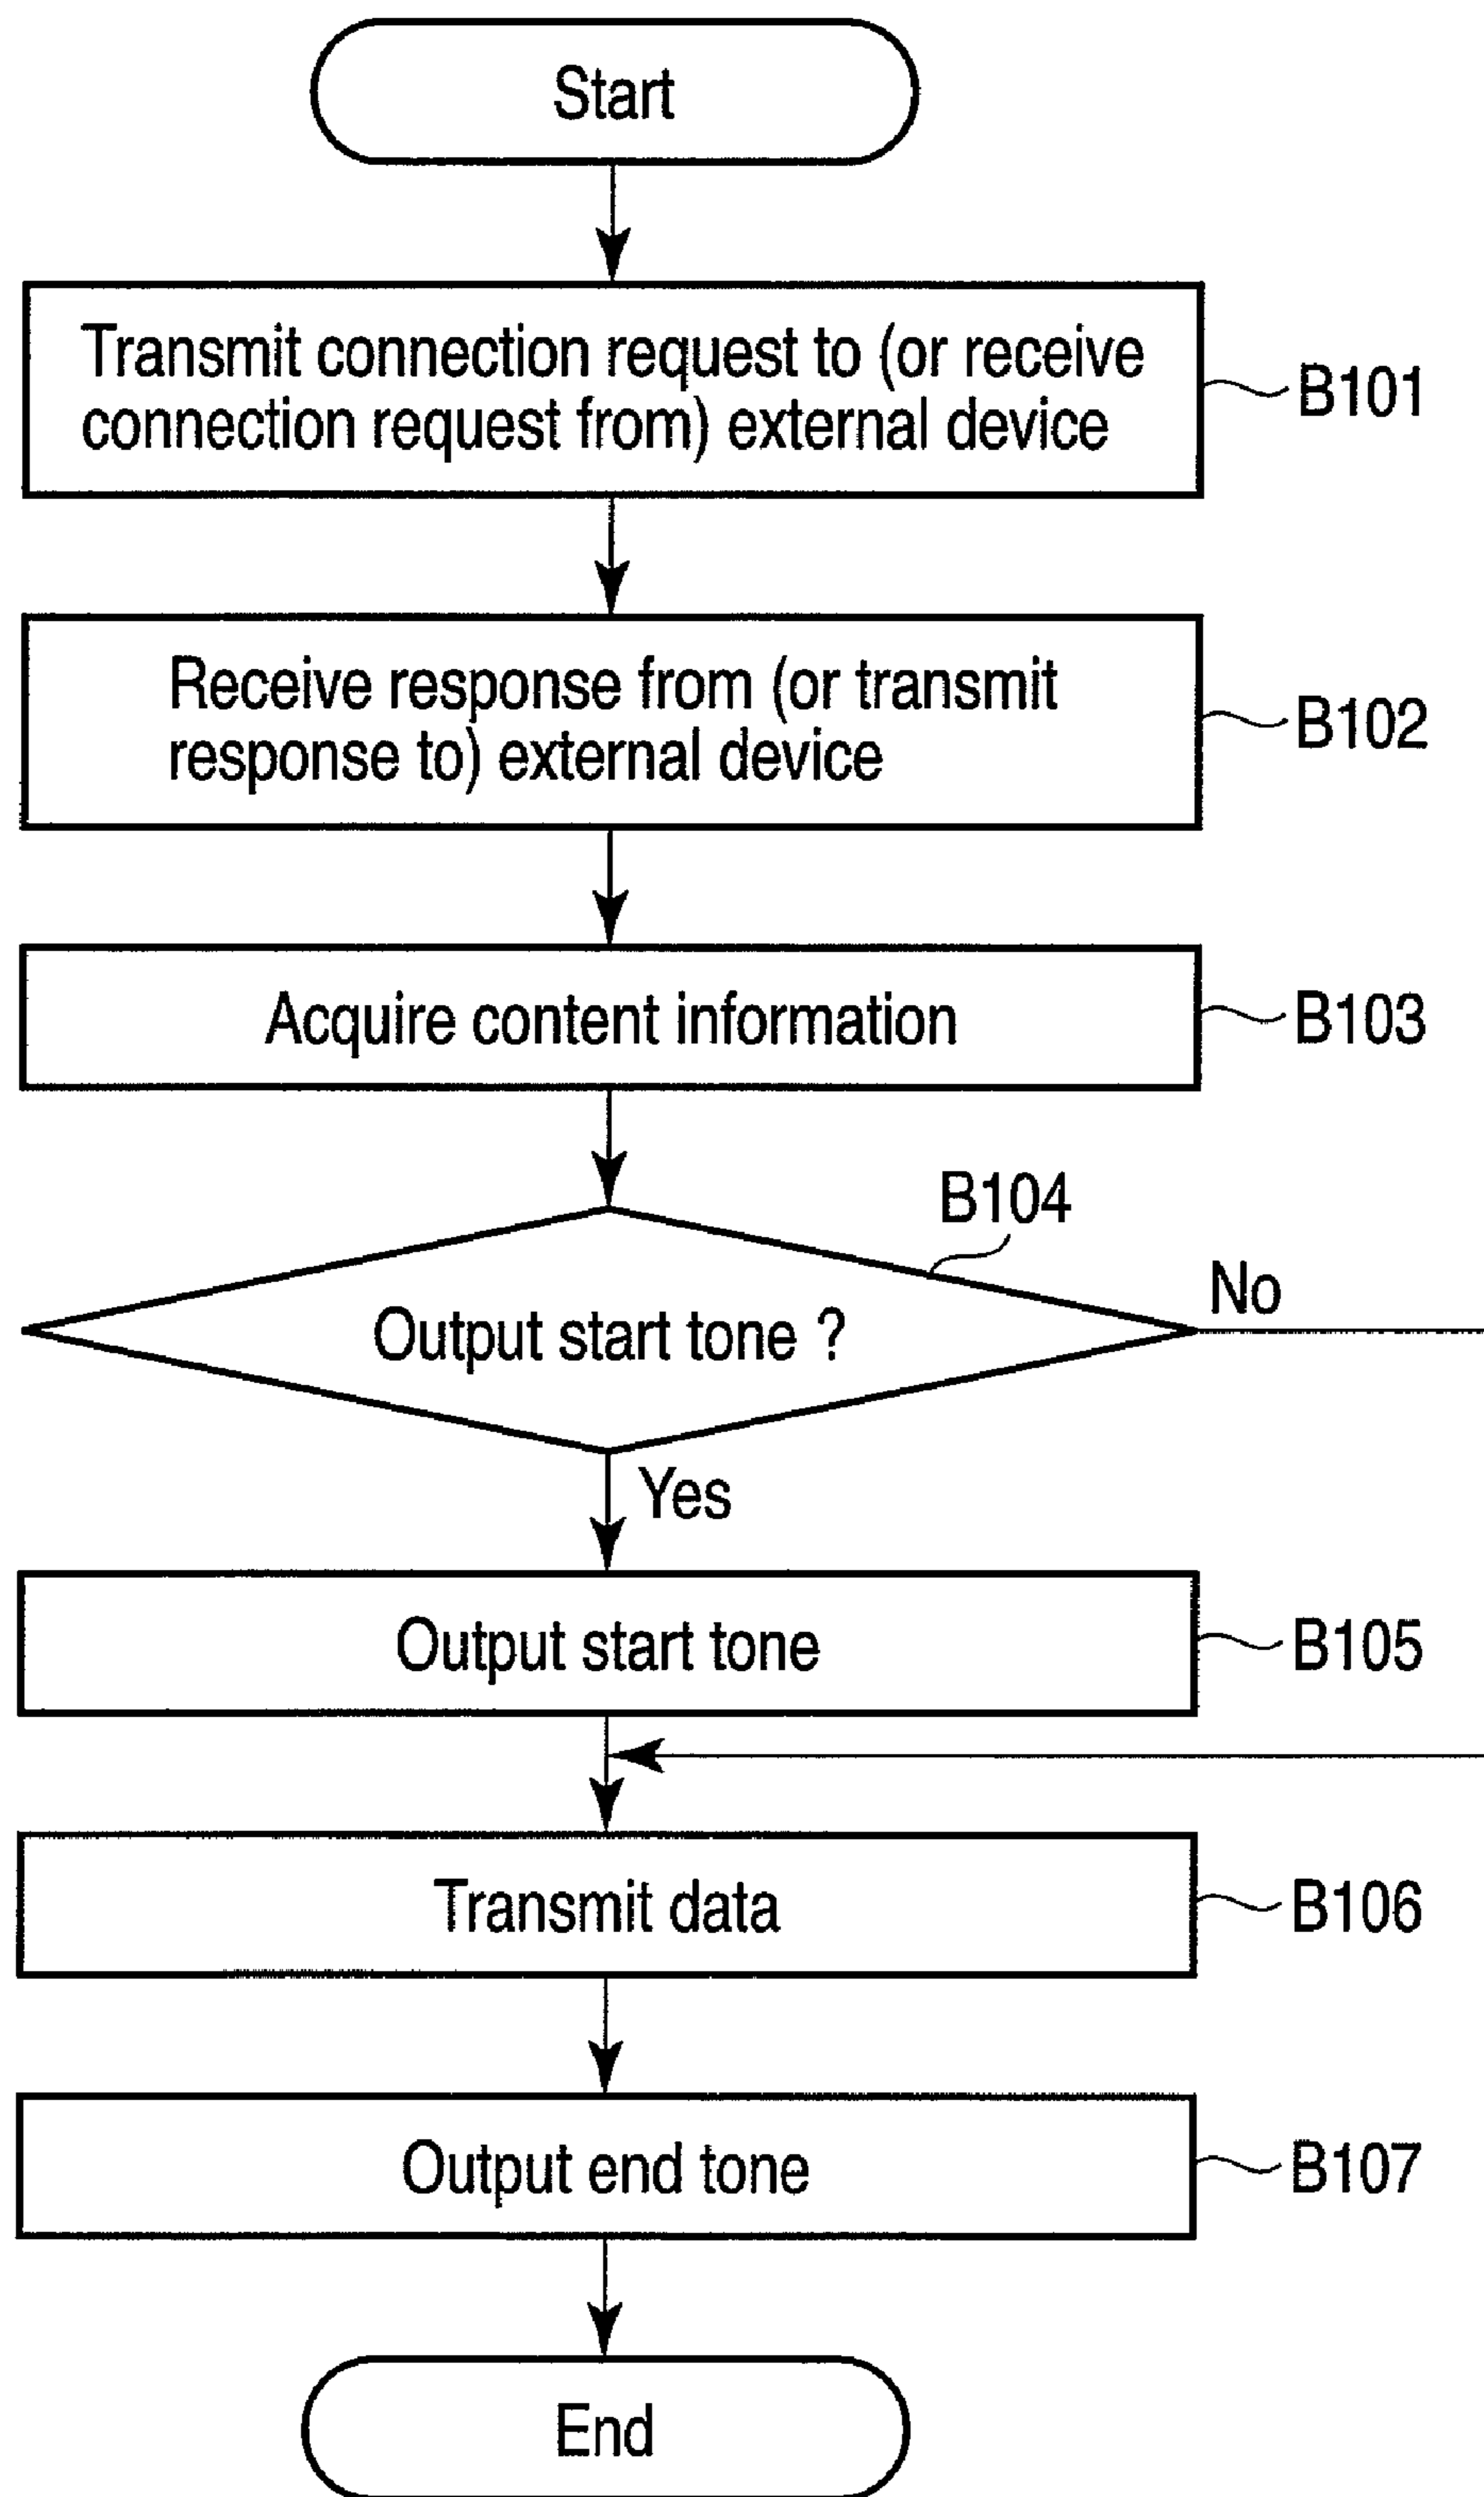 Start
Transmit connection request to (or receive
connection request from) external device
B101
Receive response from (or transmit
response to) external device
B102
Acquire content information
B103
B104
Output start tone ?
No
Yes
Output start tone
B105
Transmit data
B106
Output end tone
B107
End